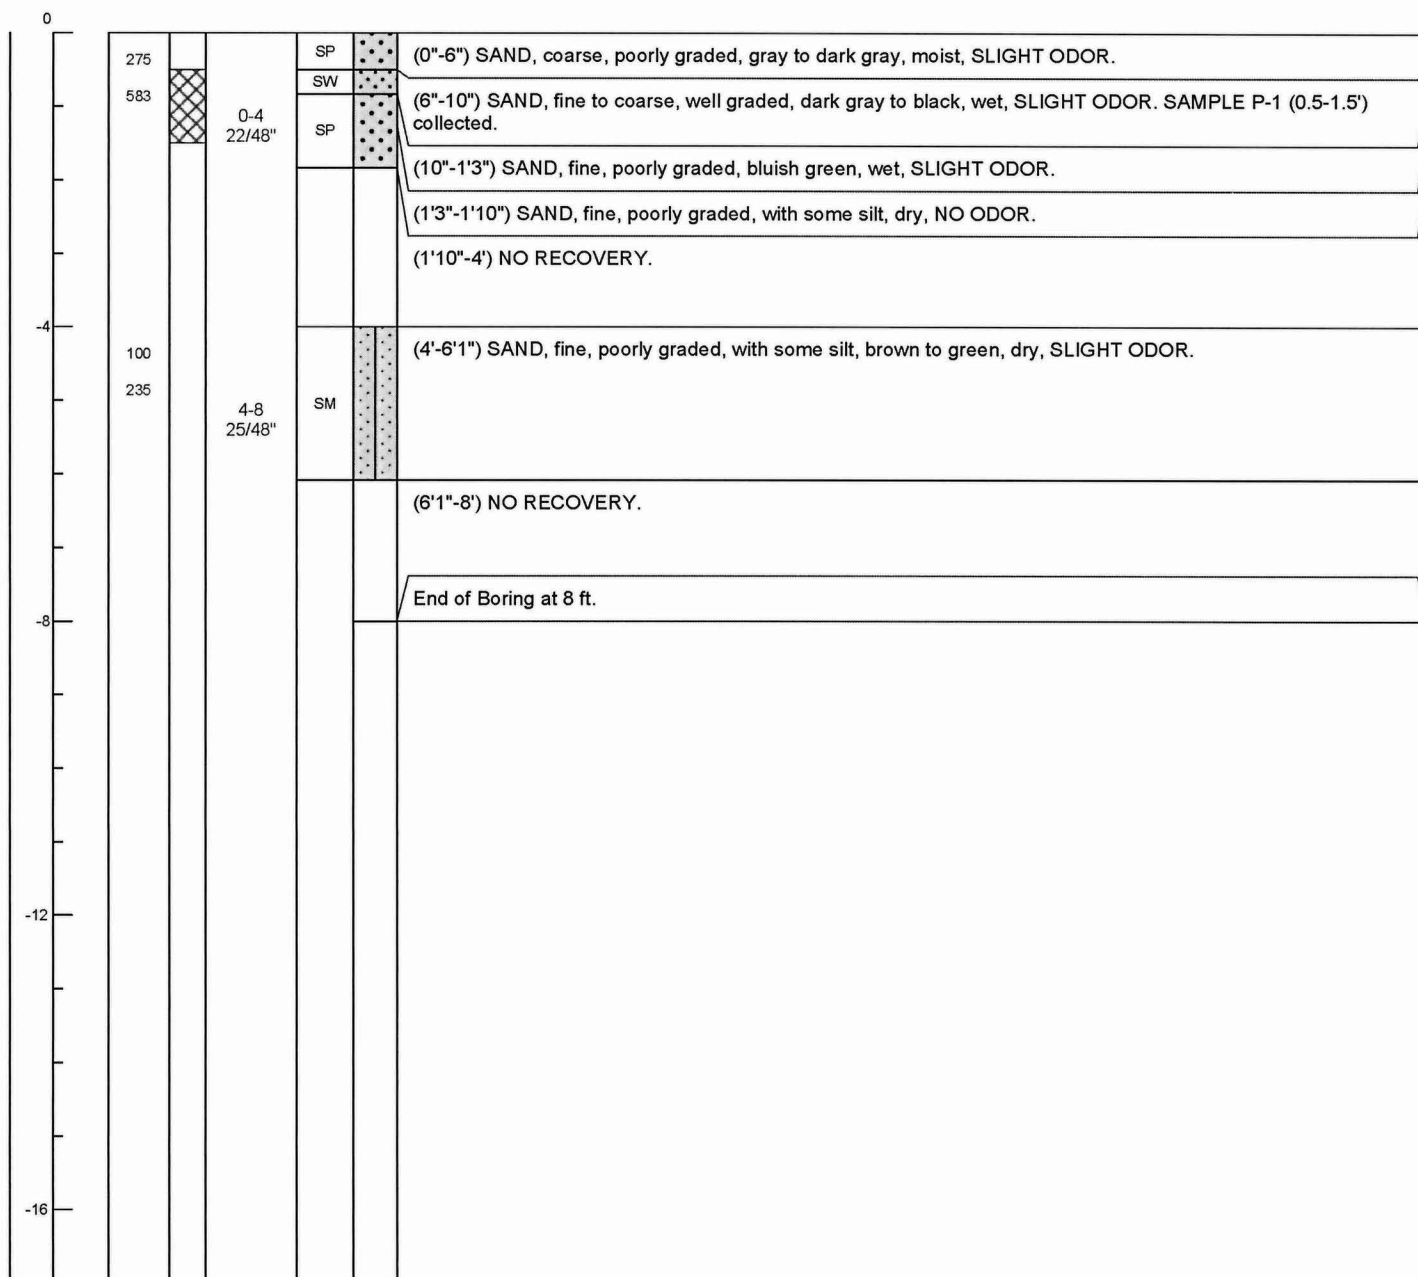 0
275
583
0-4
22/48"
SP
SW
SP
(0"-6") SAND, coarse, poorly graded, gray to dark gray, moist, SLIGHT ODOR.
(6"-10") SAND, fine to coarse, well graded, dark gray to black, wet, SLIGHT ODOR. SAMPLE P-1 (0.5-1.5')
collected.
(10"-1'3") SAND, fine, poorly graded, bluish green, wet, SLIGHT ODOR.
(1'3"-1'10") SAND, fine, poorly graded, with some silt, dry, NO ODOR.
(1'10"-4') NO RECOVERY.
-4
100
235
4-8
25/48"
SM
(4'-6'1") SAND, fine, poorly graded, with some silt, brown to green, dry, SLIGHT ODOR.
(6'1"-8') NO RECOVERY.
End of Boring at 8 ft.
-8
-12
-16